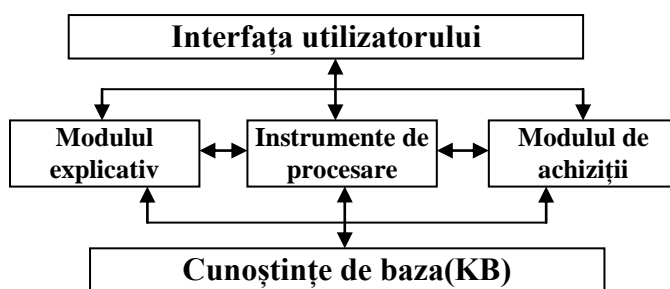 Interfața utilizatorului
Modulul
explicativ
Instrumente de
procesare
Modulul de
achiziții
Cunoștințe de baza(KB)